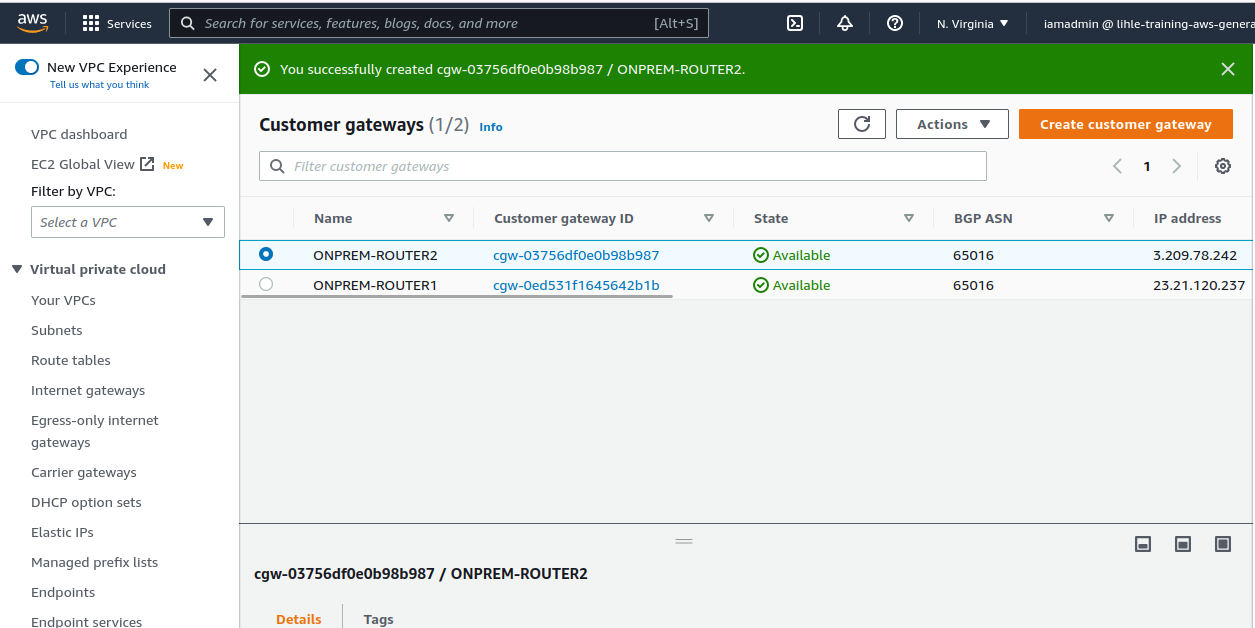 aws Services Search for services, features, blogs, docs, and more [Alt+S] N. Virginia iamadmin @ lihle-training-aws-genera
New VPC Experience
Tell us what you think
VPC dashboard
EC2 Global View New
Filter by VPC:
Select a VPC
Virtual private cloud
Your VPCs
Subnets
Route tables
Internet gateways
Egress-only internet
gateways
Carrier gateways
DHCP option sets
Elastic IPs
Managed prefix lists
Endpoints
Endpoint services
You successfully created cgw-03756df0e0b98b987 / ONPREM-ROUTER2.
Customer gateways (1/2) Info Actions Create customer gateway
Filter customer gateways 1
Name Customer gateway ID State BGP ASN IP address
ONPREM-ROUTER2 cgw-03756df0e0b98b987 Available 65016 3.209.78.242
ONPREM-ROUTER1 cgw-0ed531f1645642b1b Available 65016 23.21.120.237
cgw-03756df0e0b98b987 / ONPREM-ROUTER2
Details Tags